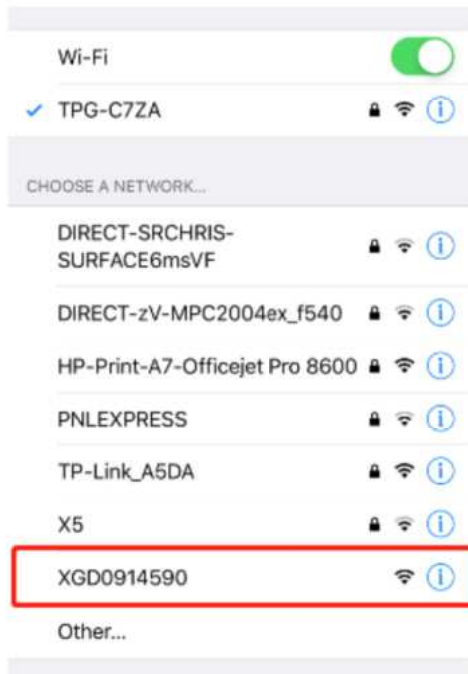 Wi-Fi
TPG-C7ZA
CHOOSE A NETWORK...
DIRECT-SRCHRIS-
SURFACE6msVF
DIRECT-zV-MPC2004ex_f540
HP-Print-A7-Officejet Pro 8600
PNLEXPRESS
TP-Link_A5DA
X5
XGD0914590
Other...